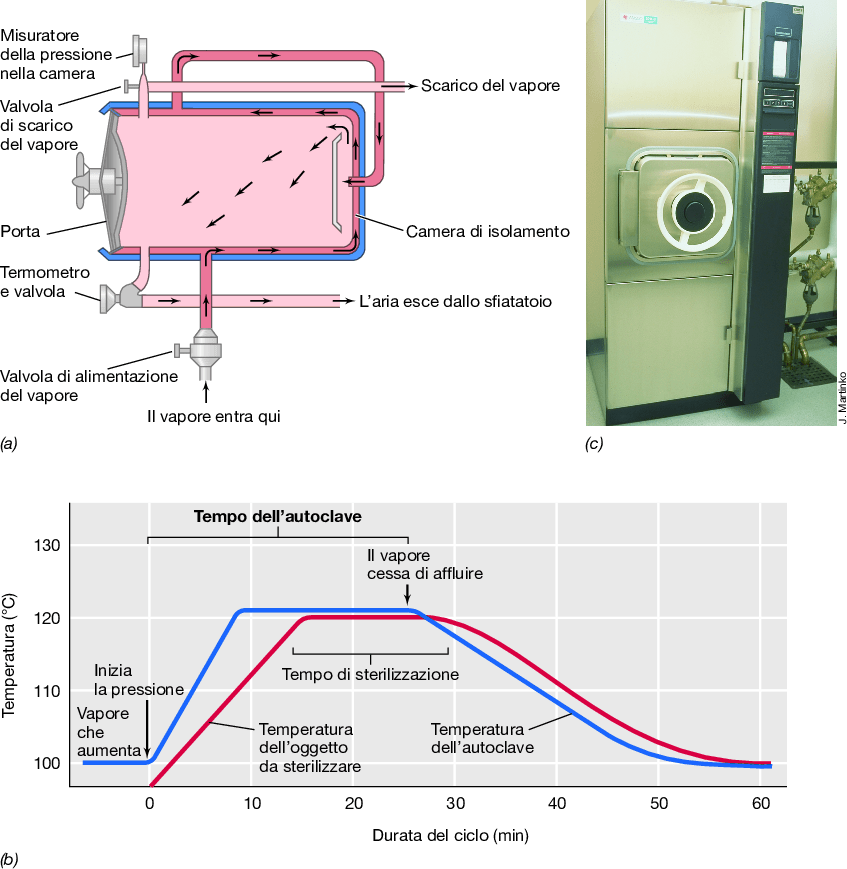 Misuratore
della pressione
nella camera
Valvola
di scarico
del vapore
Scarico del vapore
Porta
Camera di isolamento
Termometro
e valvola
L'aria esce dallo sfiatatoio
Valvola di alimentazione
del vapore
Il vapore entra qui
(a)
J. Martinko
(c)
Tempo dell'autoclave
130
Il vapore
cessa di affluire
120
Temperatura (°C)
Tempo di sterilizzazione
Inizia
la pressione
110
Vapore
che
aumenta
Temperatura
dell'oggetto
da sterilizzare
Temperatura
dell'autoclave
100
0 10 20 30 40 50 60
Durata del ciclo (min)
(b)